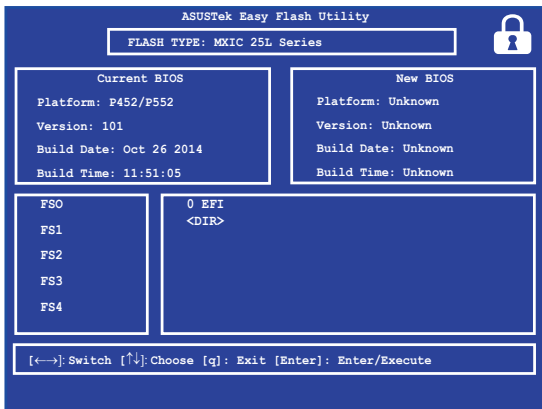 ASUSTek Easy Flash Utility
FLASH TYPE: MXIC 25L Series
Current BIOS
Platform: P452/P552
Version: 101
Build Date: Oct 26 2014
Build Time: 11:51:05
New BIOS
Platform: Unknown
Version: Unknown
Build Date: Unknown
Build Time: Unknown
FSO
FS1
FS2
FS3
FS4
0 EFI
<DIR>
[←→]: Switch [↑↓]: Choose [q]: Exit [Enter]: Enter/Execute